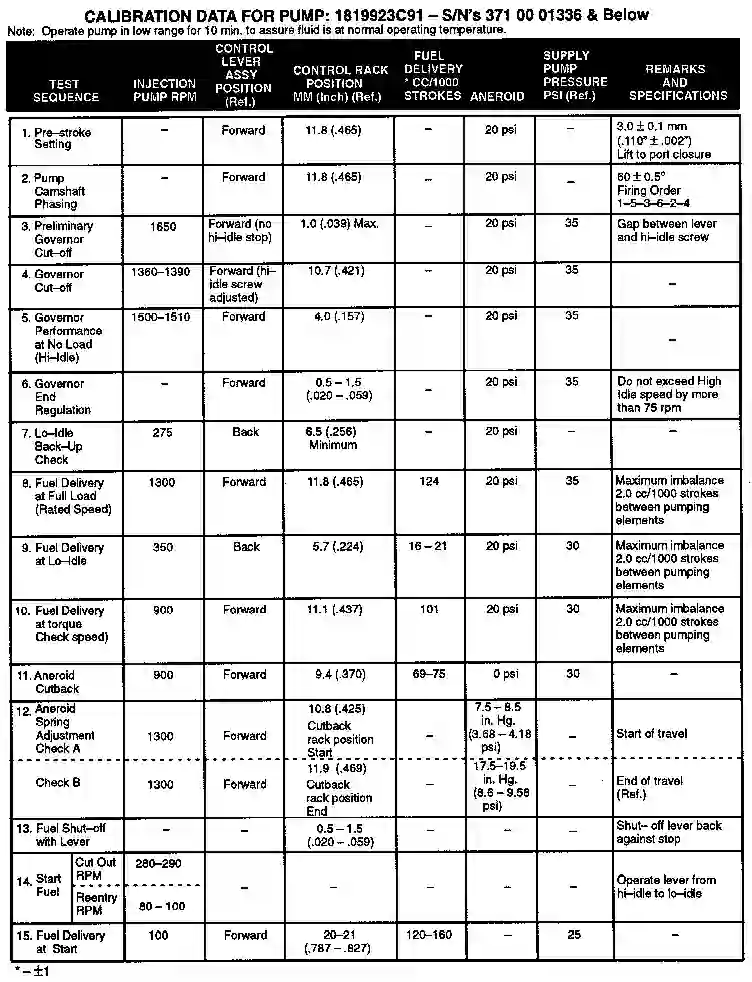 CALIBRATION DATA FOR PUMP: 1819923C91 – S/N's 371 00 01336 & Below
Note: Operate pump in low range for 10 min. to assure fluid is at normal operating temperature.
TEST
SEQUENCE
INJECTION
PUMP RPM
CONTROL
LEVER
ASSY
POSITION
(Ref.)
CONTROL RACK
POSITION
MM (Inch) (Ref.)
FUEL
DELIVERY
* CC/1000
STROKES
ANEROID
SUPPLY
PUMP
PRESSURE
PSI (Ref.)
REMARKS
AND
SPECIFICATIONS
1. Pre–stroke
Setting
–
Forward
11.8 (.465)
–
20 psi
–
3.0 ± 0.1 mm
(.110" ± .002")
Lift to port closure
2. Pump
Camshaft
Phasing
–
Forward
11.8 (.465)
–
20 psi
–
60 ± 0.5°
Firing Order
1–5–3–6–2–4
3. Preliminary
Governor
Cut–off
1650
Forward (no
hi–idle stop)
1.0 (.039) Max.
–
20 psi
35
Gap between lever
and hi–idle screw
4. Governor
Cut–off
1360–1390
Forward (hi–
idle screw
adjusted)
10.7 (.421)
–
20 psi
35
–
5. Governor
Performance
at No Load
(Hi–Idle)
1500–1510
Forward
4.0 (.157)
–
20 psi
35
–
6. Governor
End
Regulation
–
Forward
0.5 – 1.5
(.020 – .059)
–
20 psi
35
Do not exceed High
Idle speed by more
than 75 rpm
7. Lo–Idle
Back–Up
Check
275
Back
6.5 (.256)
Minimum
–
20 psi
–
–
8. Fuel Delivery
at Full Load
(Rated Speed)
1300
Forward
11.8 (.465)
124
20 psi
35
Maximum imbalance
2.0 cc/1000 strokes
between pumping
elements
9. Fuel Delivery
at Lo–Idle
350
Back
5.7 (.224)
16 – 21
20 psi
30
Maximum imbalance
2.0 cc/1000 strokes
between pumping
elements
10. Fuel Delivery
at torque
Check speed)
900
Forward
11.1 (.437)
101
20 psi
30
Maximum imbalance
2.0 cc/1000 strokes
between pumping
elements
11. Aneroid
Cutback
900
Forward
9.4 (.370)
69–75
0 psi
30
–
12. Aneroid
Spring
Adjustment
Check A
1300
Forward
10.8 (.425)
Cutback
rack position
Start
–
7.5 – 8.5
in. Hg.
(3.68 – 4.18
psi)
–
Start of travel
Check B
1300
Forward
11.9 (.469)
Cutback
rack position
End
–
17.5–19.5
in. Hg.
(8.6 – 9.58
psi)
–
End of travel
(Ref.)
13. Fuel Shut–off
with Lever
–
–
0.5 – 1.5
(.020 – .059)
–
–
–
Shut– off lever back
against stop
14. Start
Fuel
Cut Out
RPM
280–290
Reentry
RPM
80 – 100
–
–
–
–
–
Operate lever from
hi–idle to lo–idle
15. Fuel Delivery
at Start
100
Forward
20–21
(.787 – .827)
120–160
–
25
–
* – ±1